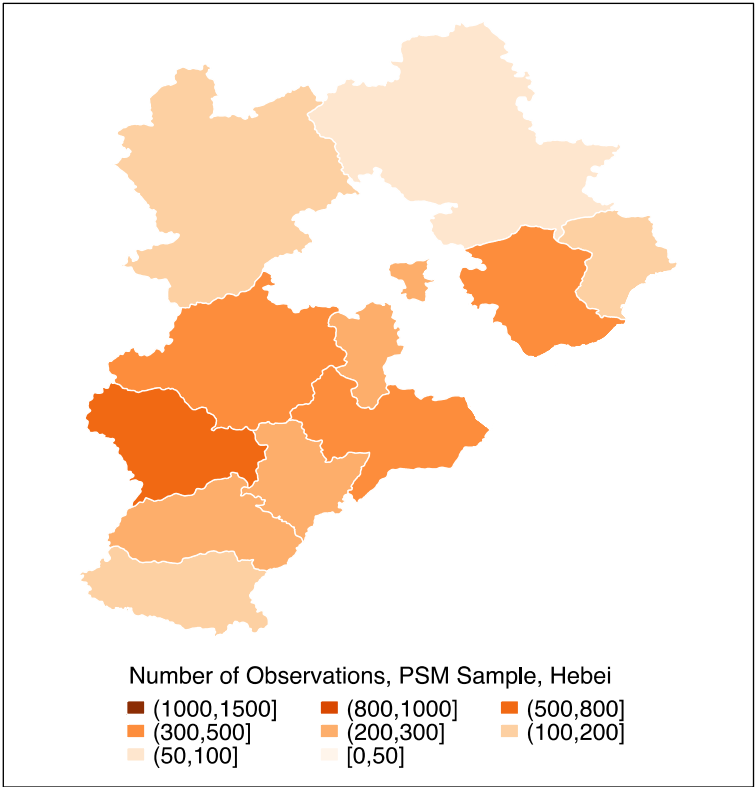 Number of Observations, PSM Sample, Hebei
(1000,1500] (800,1000] (500,800]
(300,500] (200,300] (100,200]
(50,100] [0,50]